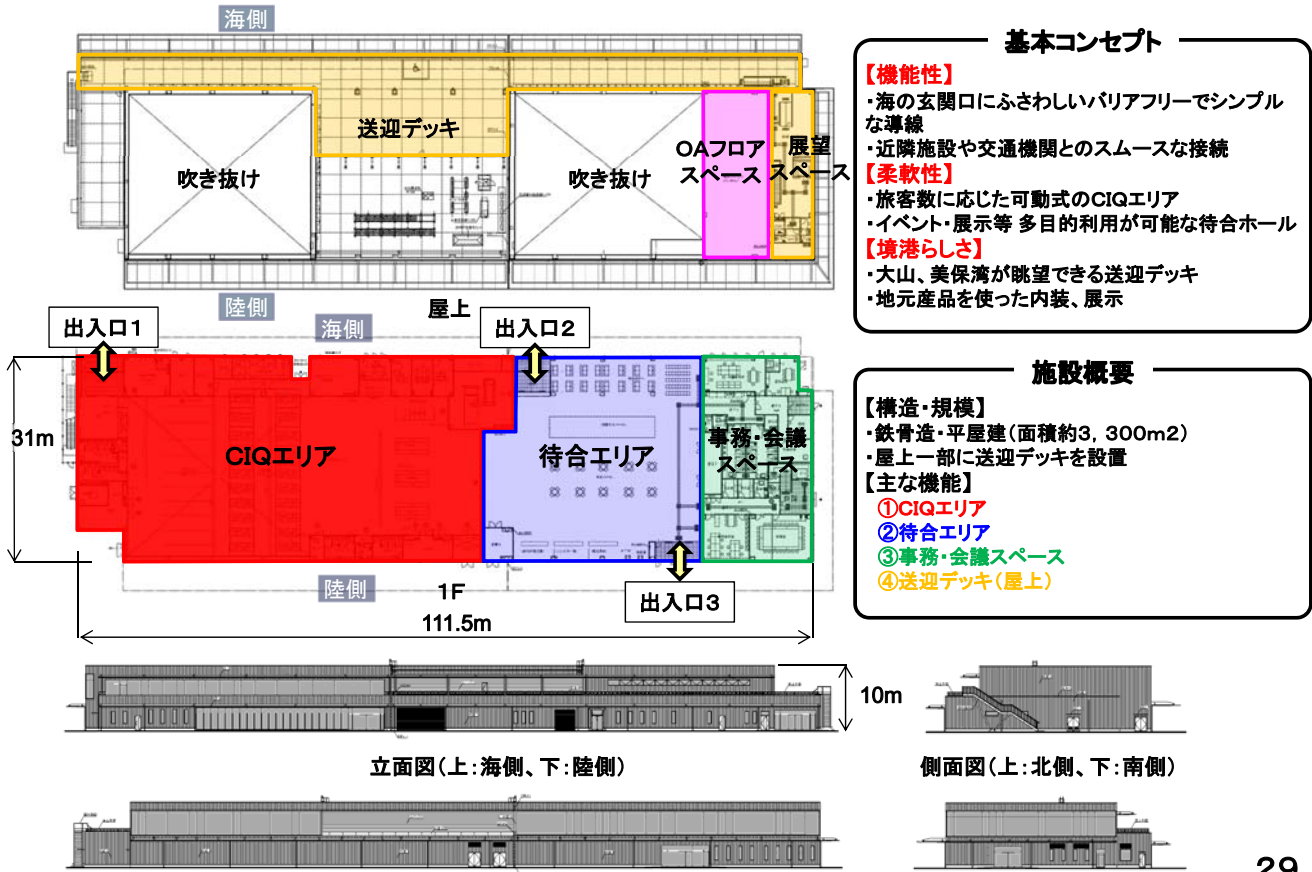 海側
送迎デッキ
吹き抜け
吹き抜け
OAフロア
スペース
展望
スペース
陸側
屋上
出入口1
海側
出入口2
31m
CIQエリア
待合エリア
事務・会議
スペース
陸側
1F
出入口3
111.5m
10m
立面図(上:海側、下:陸側)
側面図(上:北側、下:南側)
基本コンセプト
【機能性】
・海の玄関口にふさわしいバリアフリーでシンプル
な導線
・近隣施設や交通機関とのスムースな接続
【柔軟性】
・旅客数に応じた可動式のCIQエリア
・イベント・展示等 多目的利用が可能な待合ホール
【境港らしさ】
・大山、美保湾が眺望できる送迎デッキ
・地元産品を使った内装、展示
施設概要
【構造・規模】
・鉄骨造・平屋建(面積約3,300m2)
・屋上一部に送迎デッキを設置
【主な機能】
①CIQエリア
②待合エリア
③事務・会議スペース
④送迎デッキ(屋上)
29